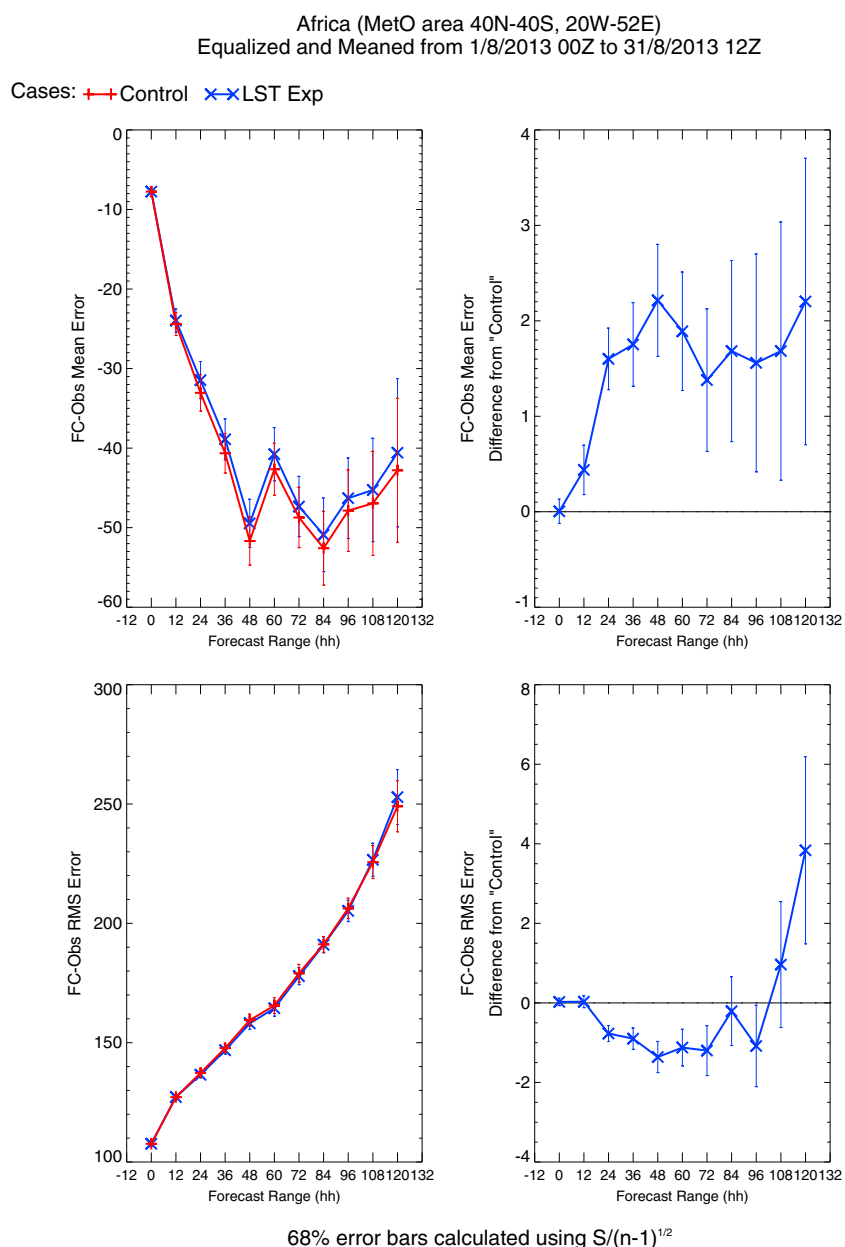 Africa (MetO area 40N-40S, 20W-52E)
Equalized and Meaned from 1/8/2013 00Z to 31/8/2013 12Z
Cases: Control LST Exp
0
-10
-20
-30
-40
-50
-60
FC-Obs Mean Error
-12 0 12 24 36 48 60 72 84 96 108 120 132
Forecast Range (hh)
4
3
2
1
0
-1
FC-Obs Mean Error
Difference from "Control"
-12 0 12 24 36 48 60 72 84 96 108 120 132
Forecast Range (hh)
300
250
200
150
100
FC-Obs RMS Error
-12 0 12 24 36 48 60 72 84 96 108 120 132
Forecast Range (hh)
8
6
4
2
0
-2
-4
FC-Obs RMS Error
Difference from "Control"
-12 0 12 24 36 48 60 72 84 96 108 120 132
Forecast Range (hh)
68% error bars calculated using S/(n-1)^1/2